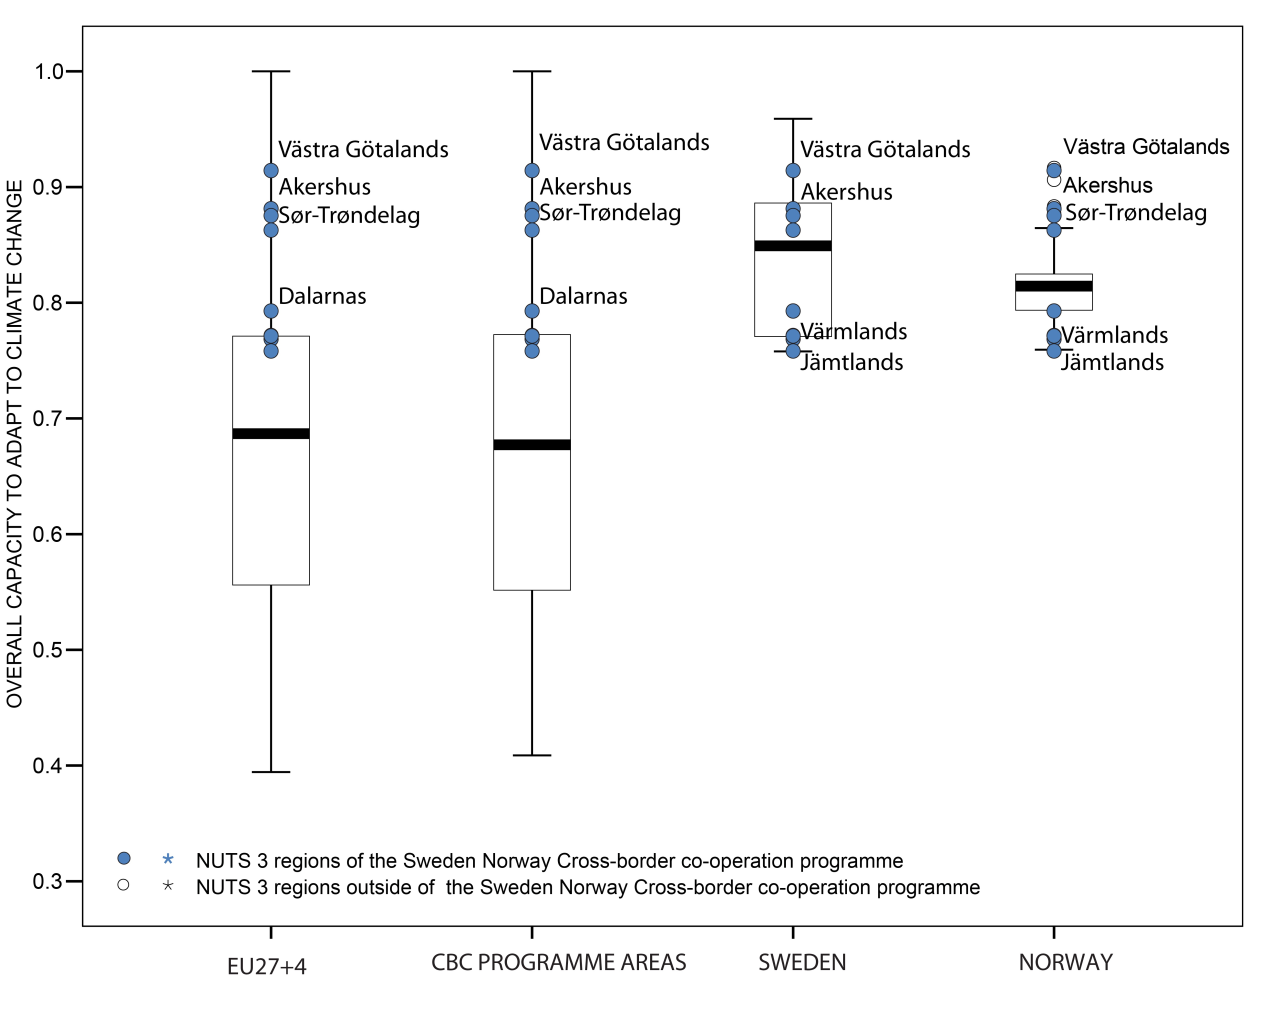 OVERALL CAPACITY TO ADAPT TO CLIMATE CHANGE
1.0
0.9
0.8
0.7
0.6
0.5
0.4
0.3
Västra Götalands
Akershus
Sør-Trøndelag
Dalarnas
Västra Götalands
Akershus
Sør-Trøndelag
Dalarnas
Västra Götalands
Akershus
Värmlands
Jämtlands
Västra Götalands
Akershus
Sør-Trøndelag
Värmlands
Jämtlands
* NUTS 3 regions of the Sweden Norway Cross-border co-operation programme
* NUTS 3 regions outside of the Sweden Norway Cross-border co-operation programme
EU27+4
CBC PROGRAMME AREAS
SWEDEN
NORWAY